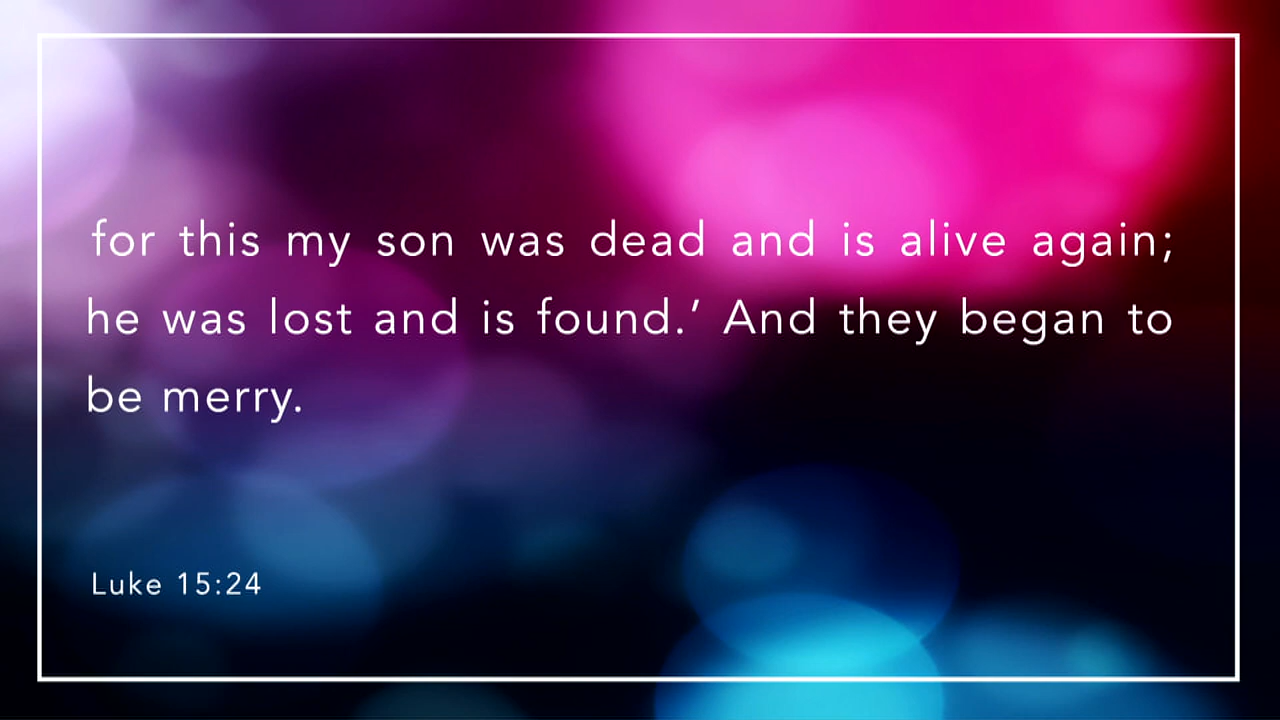 for this my son was dead and is alive again;
he was lost and is found.’ And they began to
be merry.
Luke 15:24